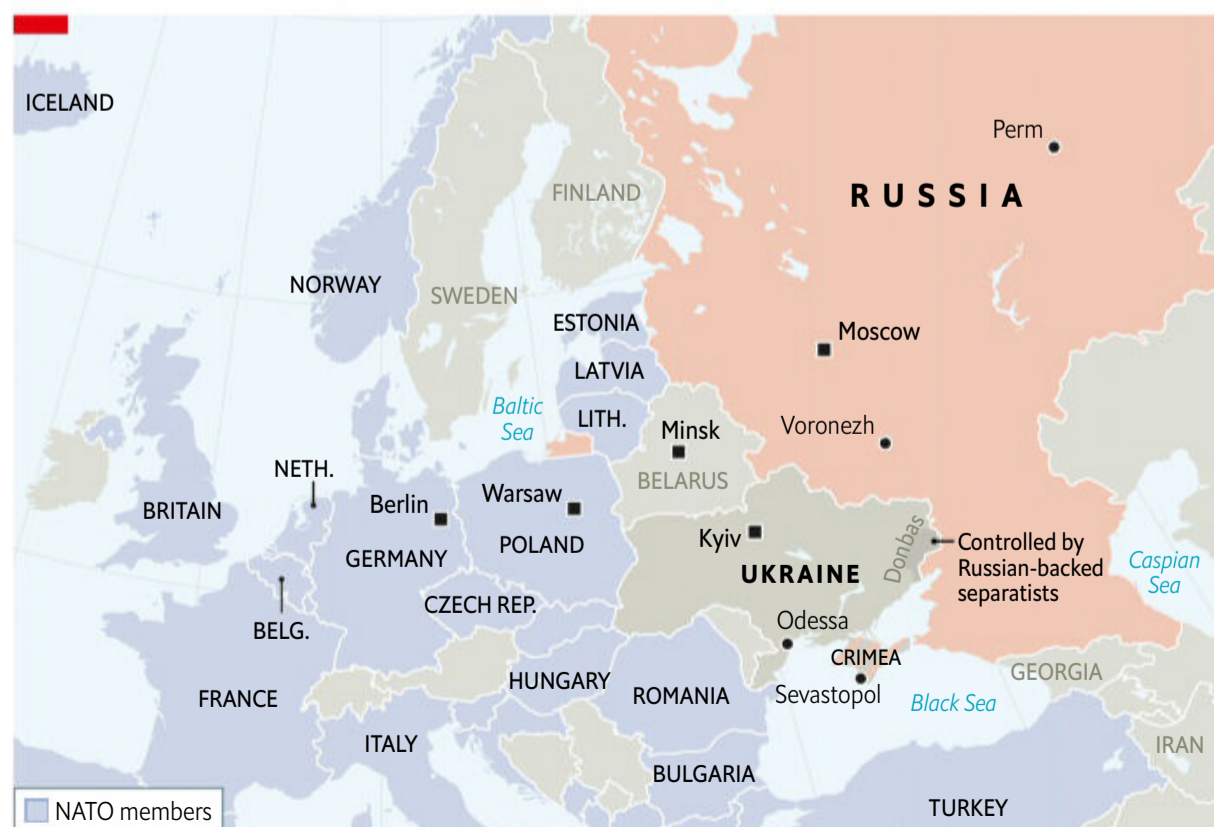 ICELAND
Perm
RUSSIA
FINLAND
NORWAY
SWEDEN
ESTONIA
Moscow
LATVIA
Baltic
Sea
LITH.
Minsk
Voronezh
NETH.
BELARUS
Berlin
Warsaw
BRITAIN
Kyiv
POLAND
GERMANY
Donbas
Controlled by
Russian-backed
separatists
UKRAINE
Caspian
Sea
CZECH REP.
Odessa
BELG.
CRIMEA
GEORGIA
HUNGARY
FRANCE
ROMANIA
Sevastopol
Black Sea
ITALY
IRAN
BULGARIA
TURKEY
NATO members